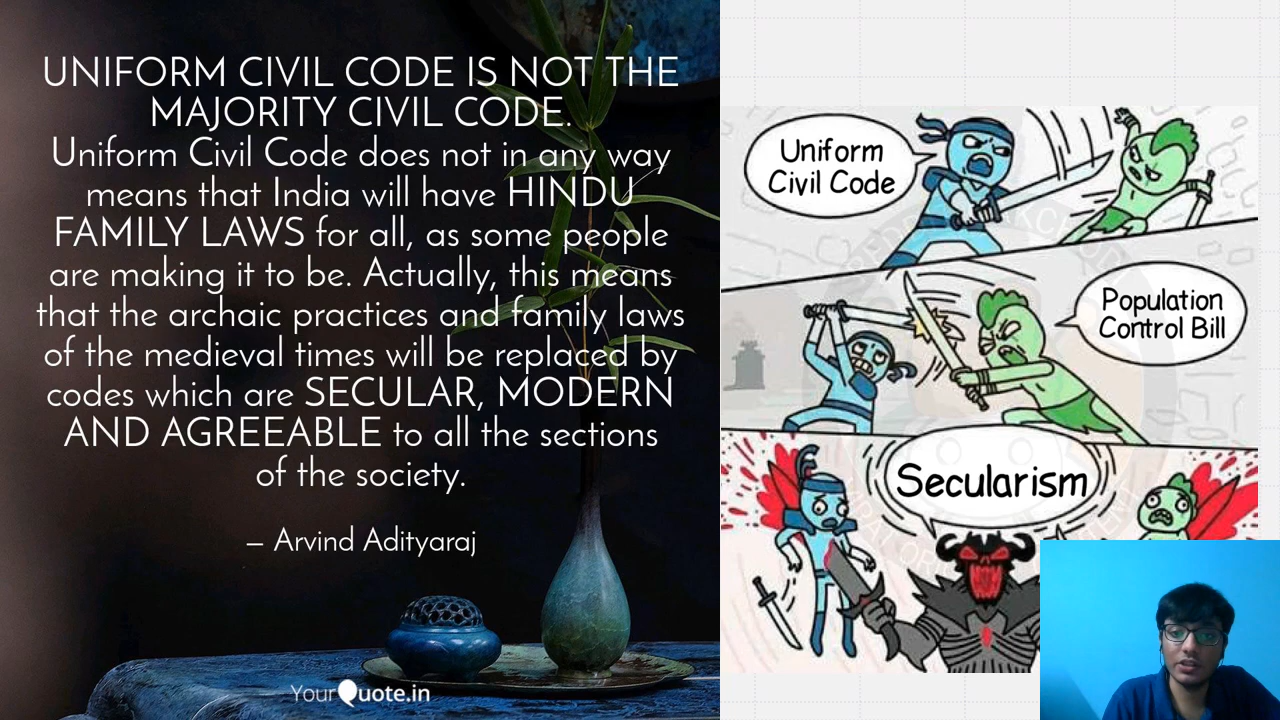 UNIFORM CIVIL CODE IS NOT THE
MAJORITY CIVIL CODE.
Uniform Civil Code does not in any way
means that India will have HINDU
FAMILY LAWS for all, as some people
are making it to be. Actually, this means
that the archaic practices and family laws
of the medieval times will be replaced by
codes which are SECULAR, MODERN
AND AGREEABLE to all the sections
of the society.
– Arvind Adityaraj
YourQuote.in
Uniform
Civil Code
Population
Control Bill
Secularism